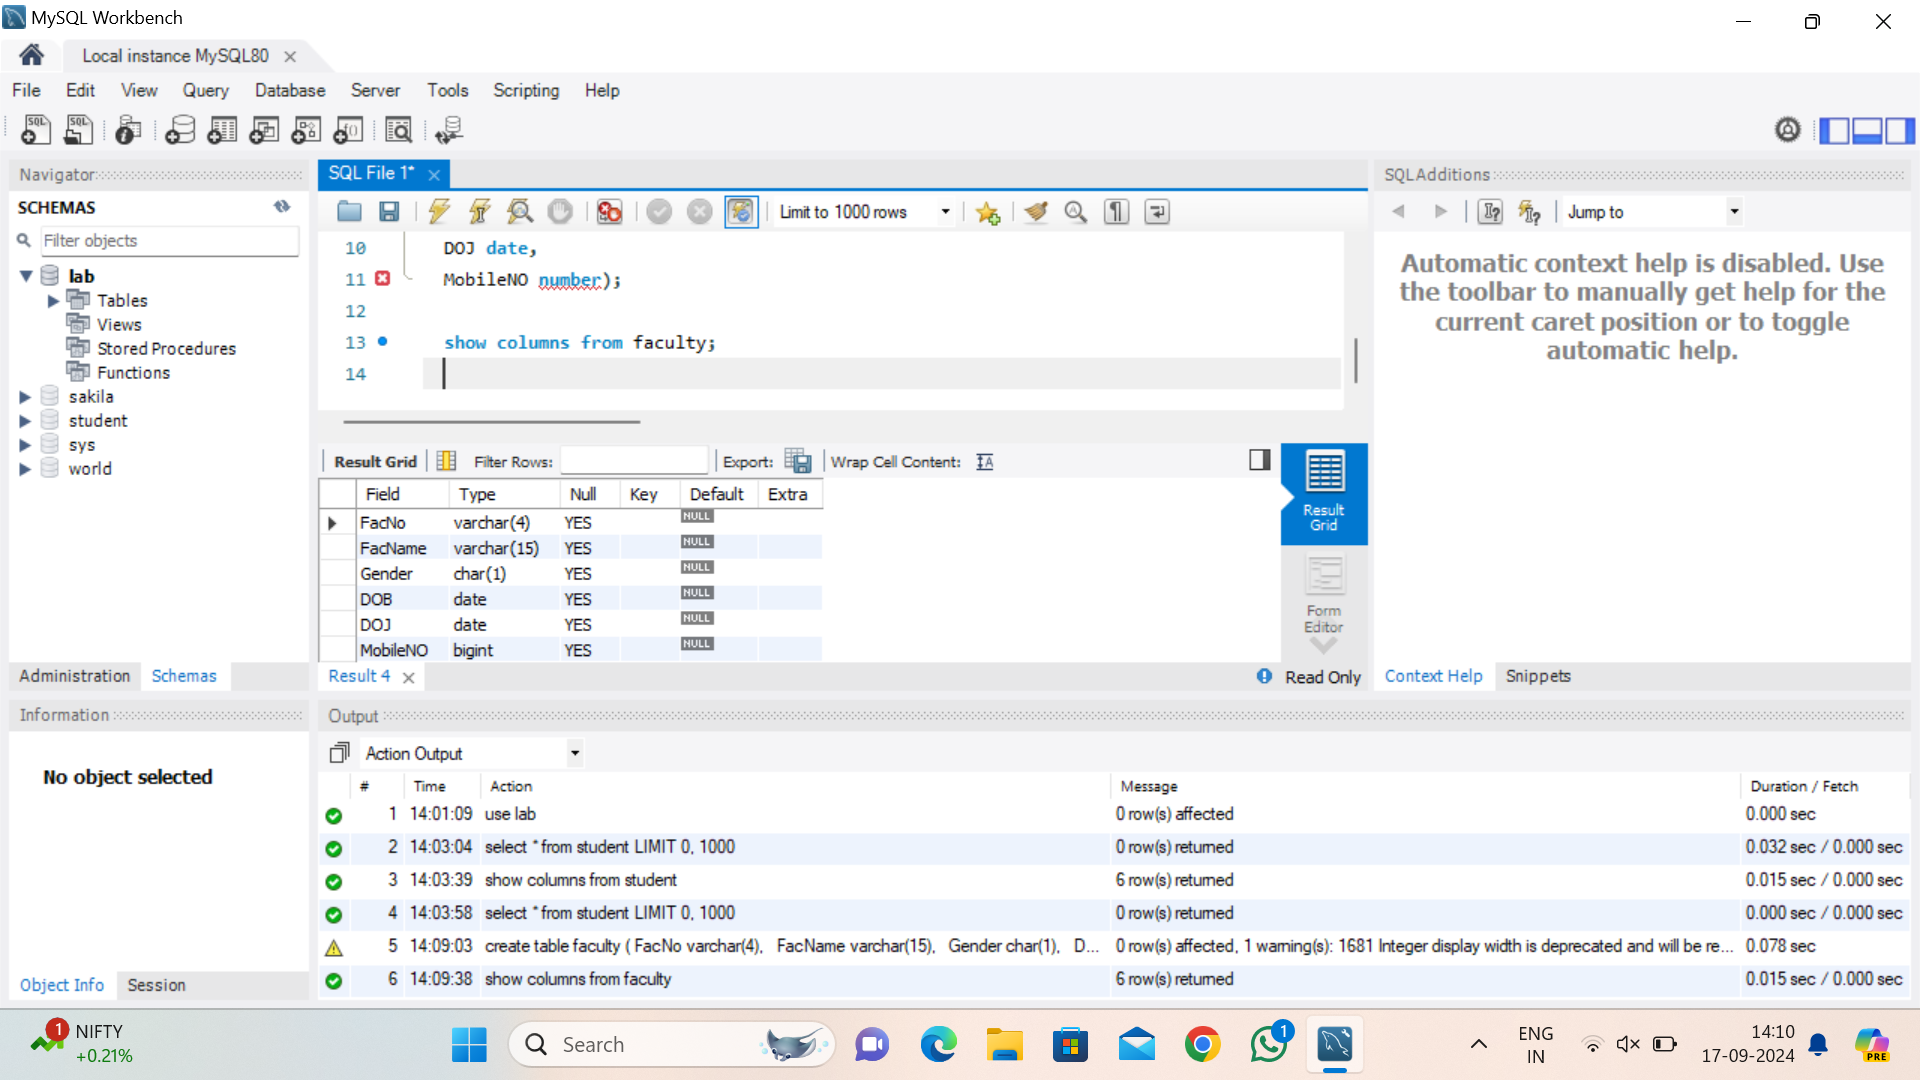 MySQL Workbench
Local instance MySQL80
File Edit View Query Database Server Tools Scripting Help
Navigator
SCHEMAS
Filter objects
lab
Tables
Views
Stored Procedures
Functions
sakila
student
sys
world
Administration Schemas
Information
No object selected
Object Info Session
SQL File 1*
Limit to 1000 rows
10 DOJ date,
11 MobileNO number);
12
13 show columns from faculty;
14
Result Grid Filter Rows: Export: Wrap Cell Content:
Field Type Null Key Default Extra
FacNo varchar(4) YES NULL
FacName varchar(15) YES NULL
Gender char(1) YES NULL
DOB date YES NULL
DOJ date YES NULL
MobileNO bigint YES NULL
Result Grid
Form Editor
Result 4
Read Only
SQLAdditions
Jump to
Automatic context help is disabled. Use
the toolbar to manually get help for the
current caret position or to toggle
automatic help.
Context Help Snippets
Output
Action Output
# Time Action Message Duration / Fetch
1 14:01:09 use lab 0 row(s) affected 0.000 sec
2 14:03:04 select * from student LIMIT 0, 1000 0 row(s) returned 0.032 sec / 0.000 sec
3 14:03:39 show columns from student 6 row(s) returned 0.015 sec / 0.000 sec
4 14:03:58 select * from student LIMIT 0, 1000 0 row(s) returned 0.000 sec / 0.000 sec
5 14:09:03 create table faculty ( FacNo varchar(4), FacName varchar(15), Gender char(1), D... 0 row(s) affected, 1 warning(s): 1681 Integer display width is deprecated and will be re... 0.078 sec
6 14:09:38 show columns from faculty 6 row(s) returned 0.015 sec / 0.000 sec
1
NIFTY
+0.21%
Search
1
ENG
IN
14:10
17-09-2024
PRE